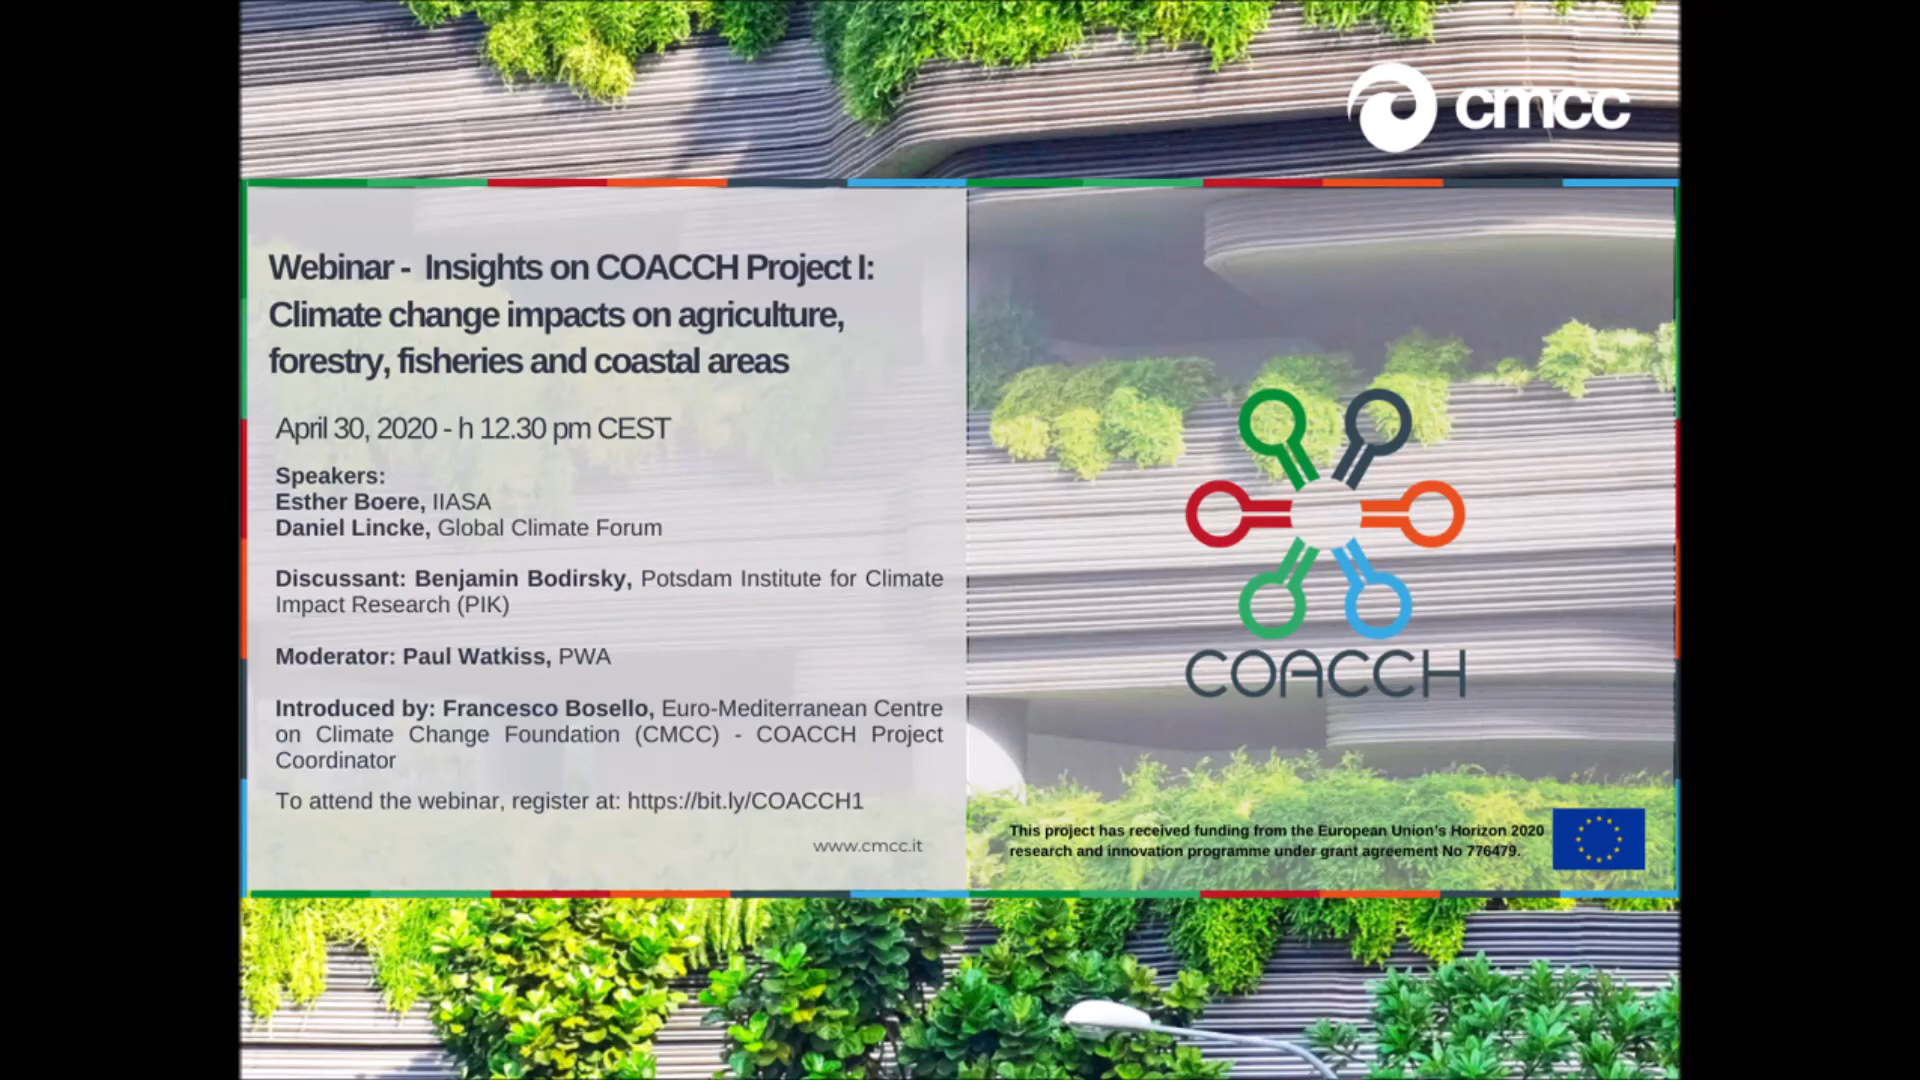 cmcc
Webinar - Insights on COACCH Project I:
Climate change impacts on agriculture,
forestry, fisheries and coastal areas
April 30, 2020 - h 12.30 pm CEST
Speakers:
Esther Boere, IIASA
Daniel Lincke, Global Climate Forum
Discussant: Benjamin Bodirsky, Potsdam Institute for Climate
Impact Research (PIK)
Moderator: Paul Watkiss, PWA
Introduced by: Francesco Bosello, Euro-Mediterranean Centre
on Climate Change Foundation (CMCC) - COACCH Project
Coordinator
To attend the webinar, register at: https://bit.ly/COACCH1
www.cmcc.it
COACCH
This project has received funding from the European Union's Horizon 2020
research and innovation programme under grant agreement No 776479.